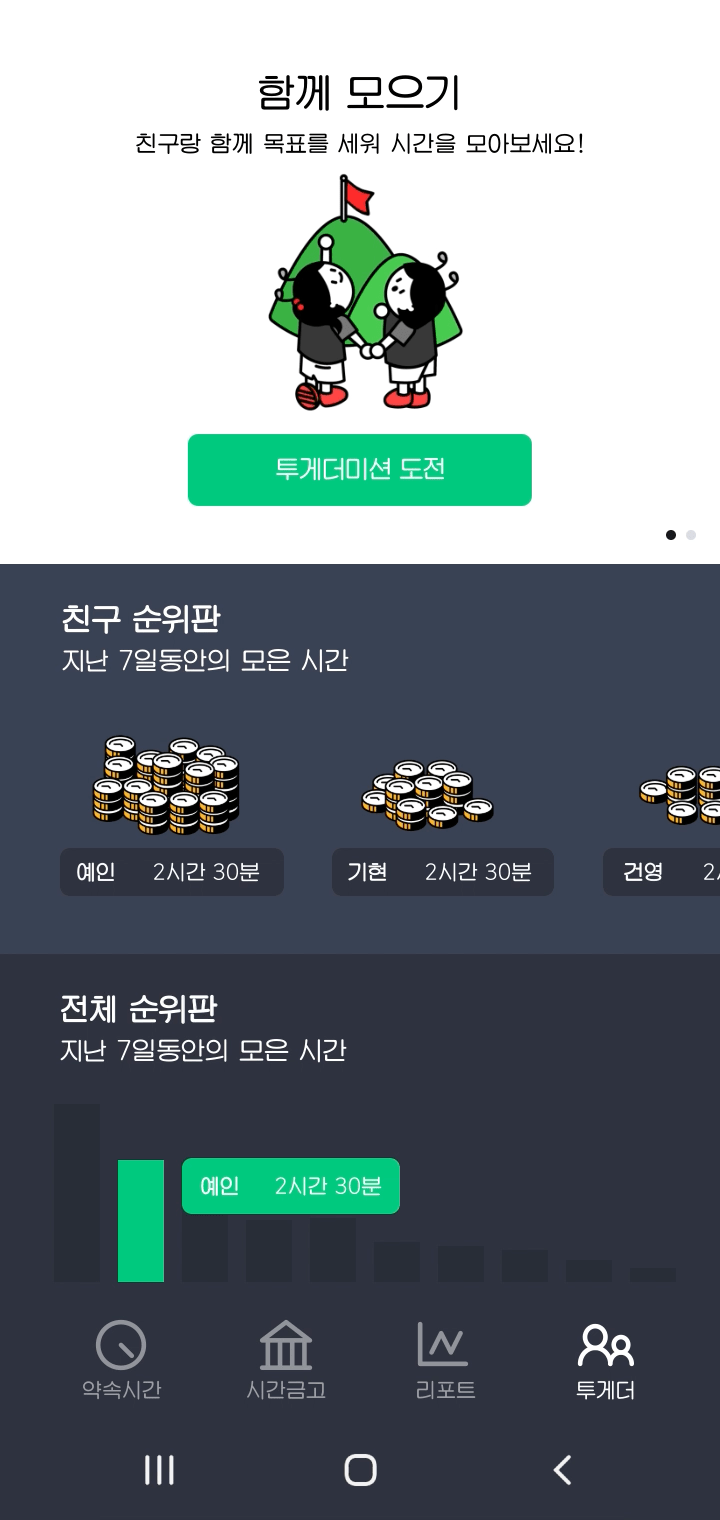 함께 모으기
친구랑 함께 목표를 세워 시간을 모아보세요!
투게더미션 도전
친구 순위판
지난 7일동안의 모은 시간
예인 2시간 30분
기현 2시간 30분
건영
전체 순위판
지난 7일동안의 모은 시간
예인 2시간 30분
약속시간
시간금고
리포트
투게더